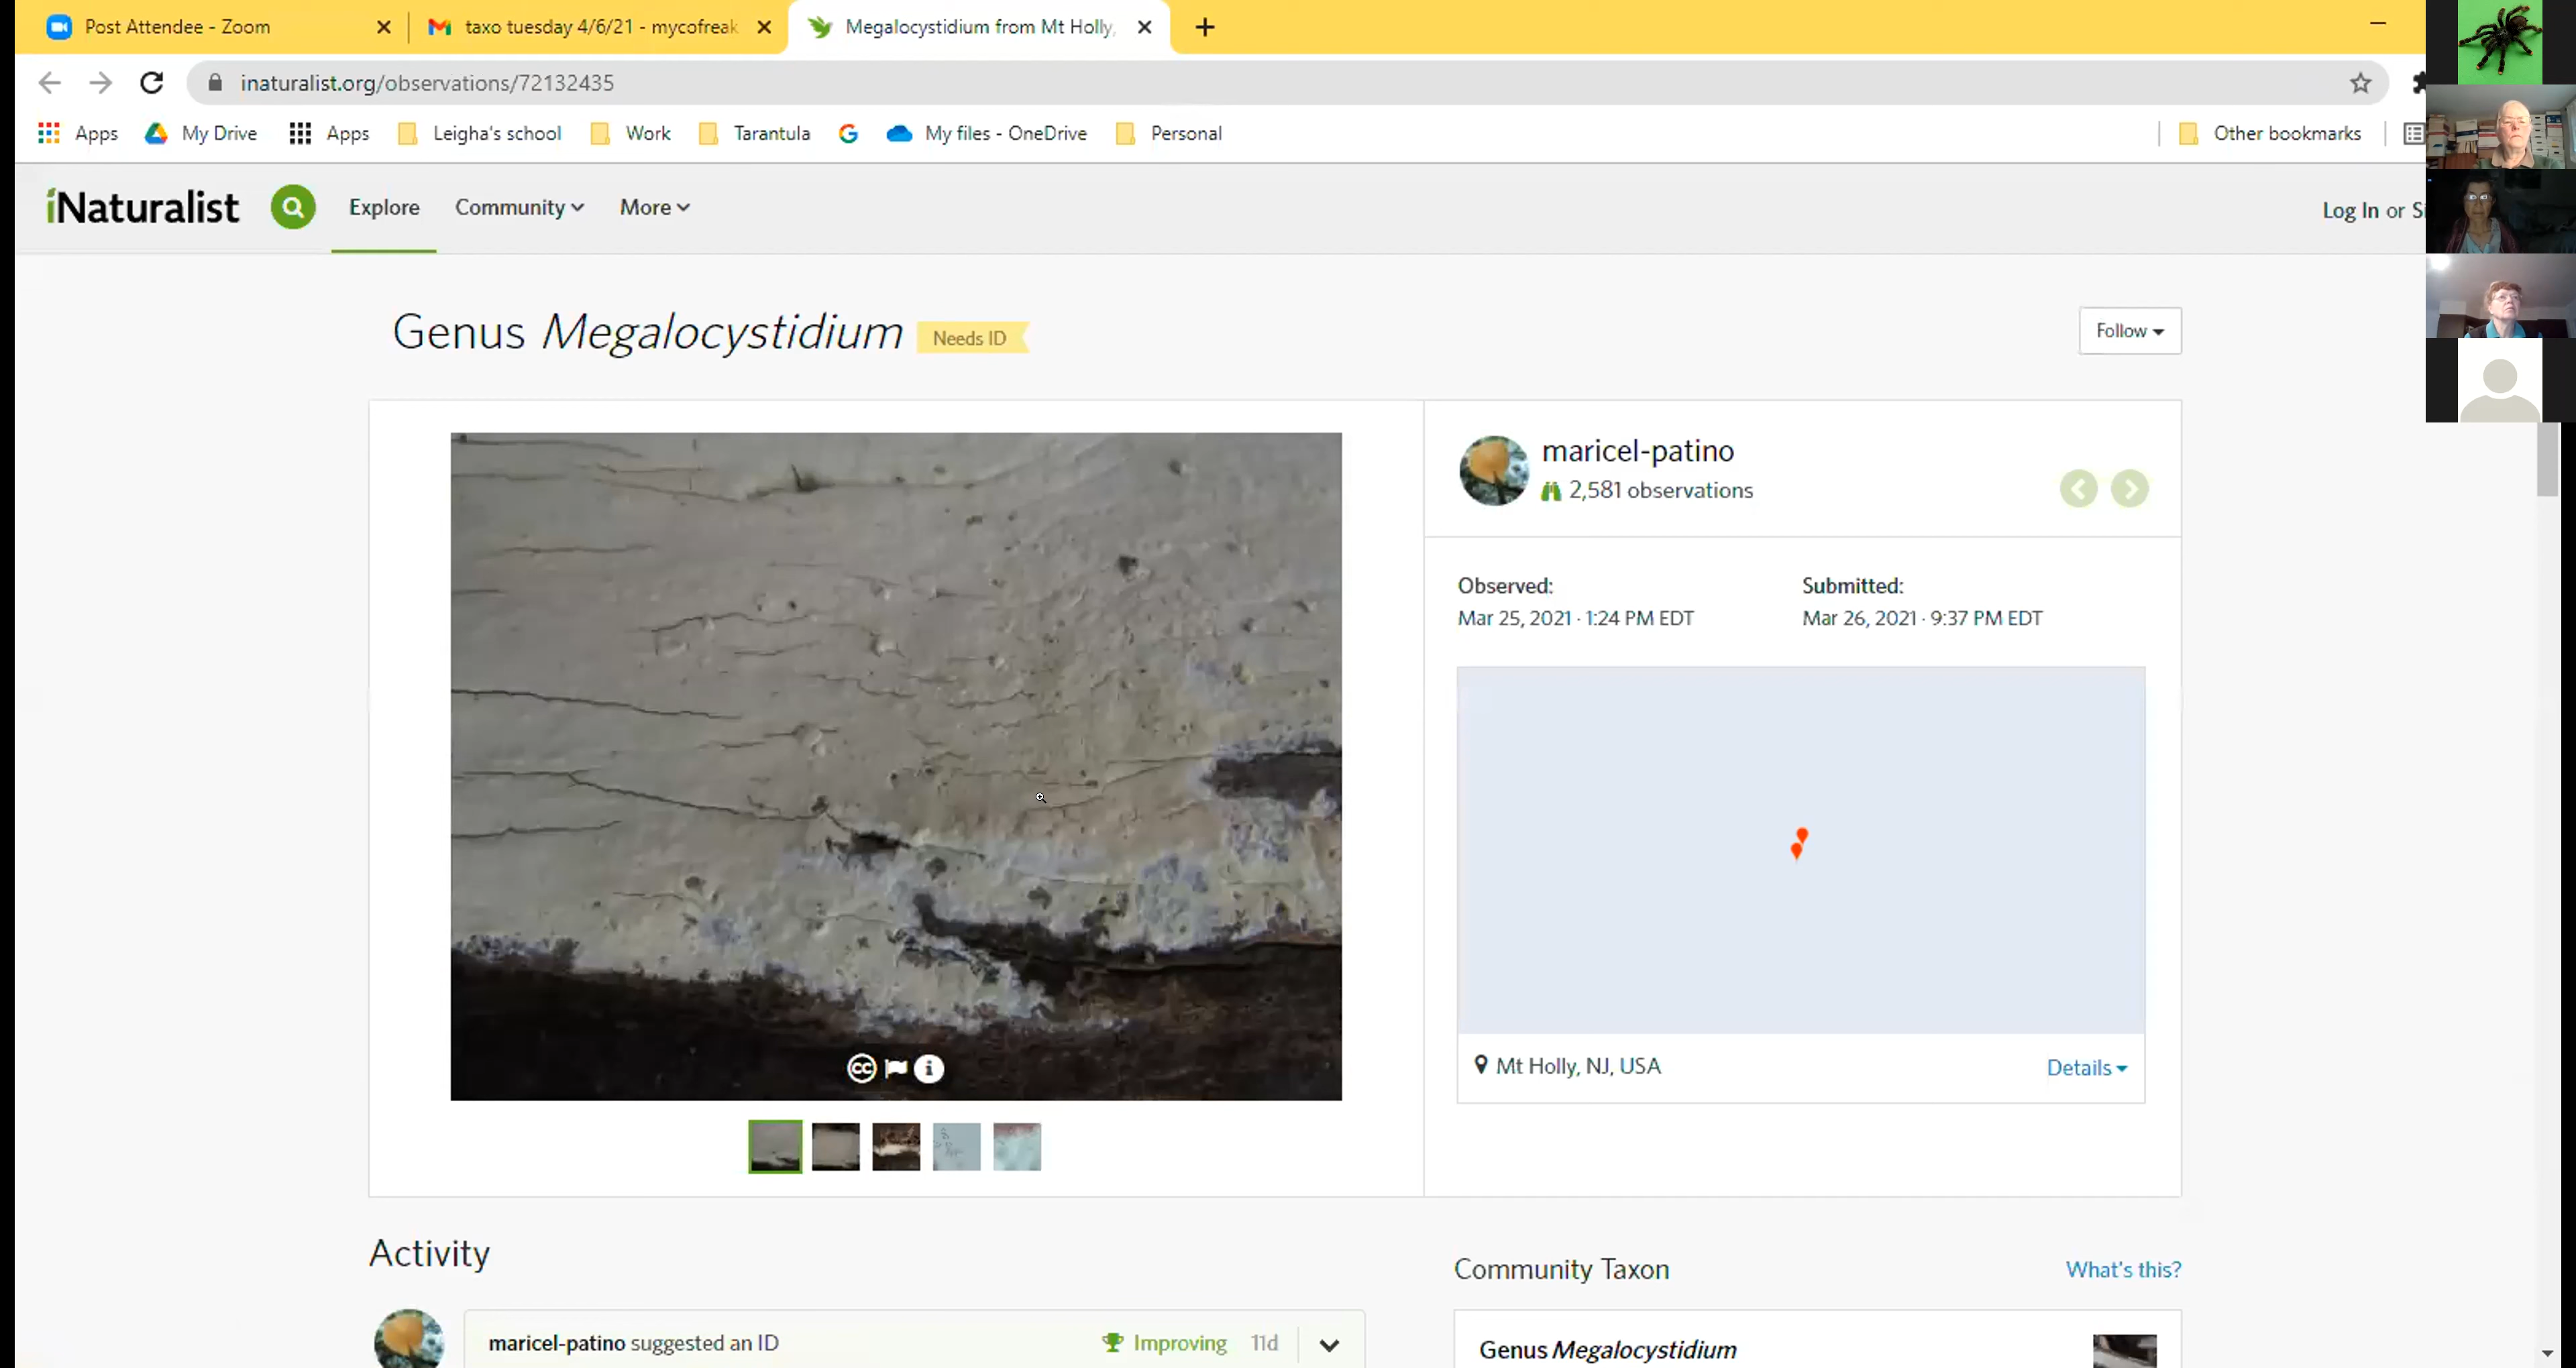 Post Attendee - Zoom
taxo tuesday 4/6/21 - mycofreak
Megalocystidium from Mt Holly,
inaturalist.org/observations/72132435
Apps
My Drive
Apps
Leigha's school
Work
Tarantula
My files - OneDrive
Personal
Other bookmarks
iNaturalist
Explore
Community
More
Log In or Si
Genus Megalocystidium
Needs ID
Follow
maricel-patino
2,581 observations
Observed:
Mar 25, 2021 · 1:24 PM EDT
Submitted:
Mar 26, 2021 · 9:37 PM EDT
Mt Holly, NJ, USA
Details
cc
Activity
maricel-patino suggested an ID
Improving
11d
Community Taxon
What's this?
Genus Megalocystidium